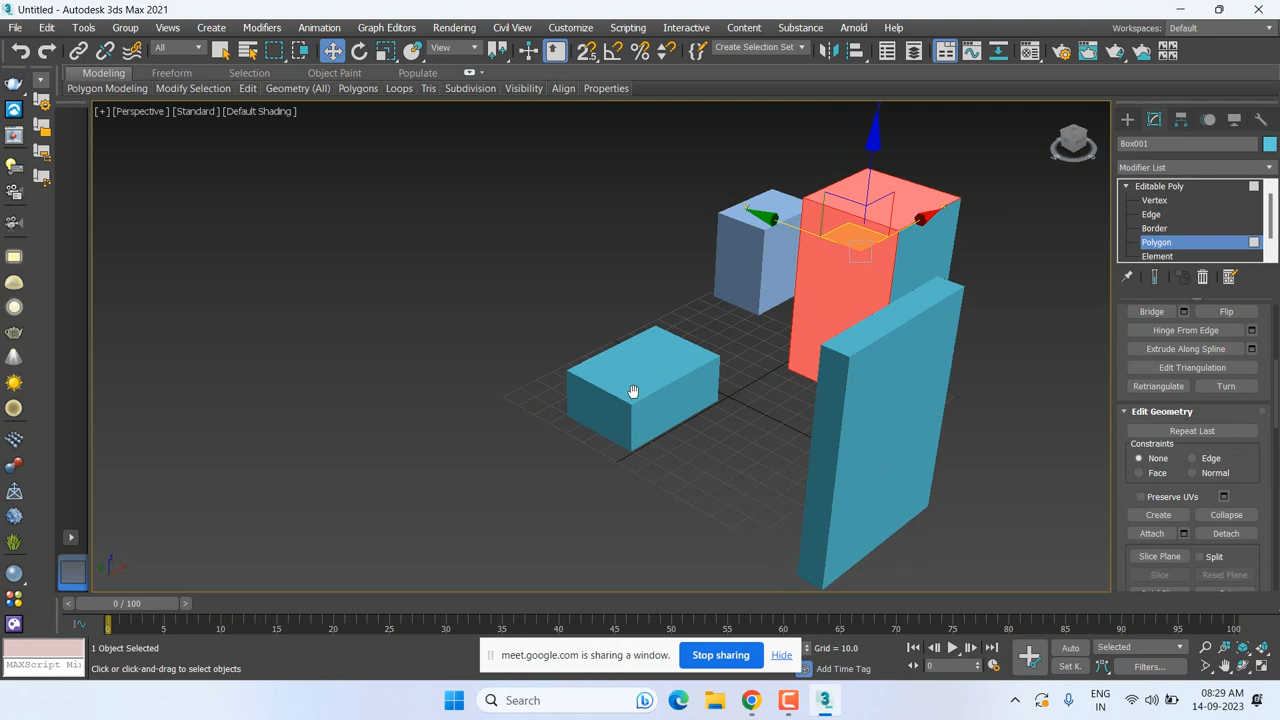 Untitled - Autodesk 3ds Max 2021
File Edit Tools Group Views Create Modifiers Animation Graph Editors Rendering Civil View Customize Scripting Interactive Content Substance Arnold Help
Workspaces: Default
All View Create Selection Set
Modeling Freeform Selection Object Paint Populate
Polygon Modeling Modify Selection Edit Geometry (All) Polygons Loops Tris Subdivision Visibility Align Properties
[+] [Perspective] [Standard] [Default Shading]
Box001
Modifier List
Editable Poly
Vertex
Edge
Border
Polygon
Element
Bridge Flip
Hinge From Edge
Extrude Along Spline
Edit Triangulation
Retriangulate Turn
Edit Geometry
Repeat Last
Constraints
None Edge
Face Normal
Preserve UVs
Create Collapse
Attach Detach
Slice Plane Split
Slice Reset Plane
< 0 / 100 >
0 5 10 15 20 25 30 35 40 45 50 55 60 65 70 75 80 85 90 95 100
1 Object Selected
MAXScript Mi
Click or click-and-drag to select objects
meet.google.com is sharing a window. Stop sharing Hide
Grid = 10.0
Add Time Tag
0
Auto Selected
Set K. Filters...
Search
ENG
IN
08:29 AM
14-09-2023